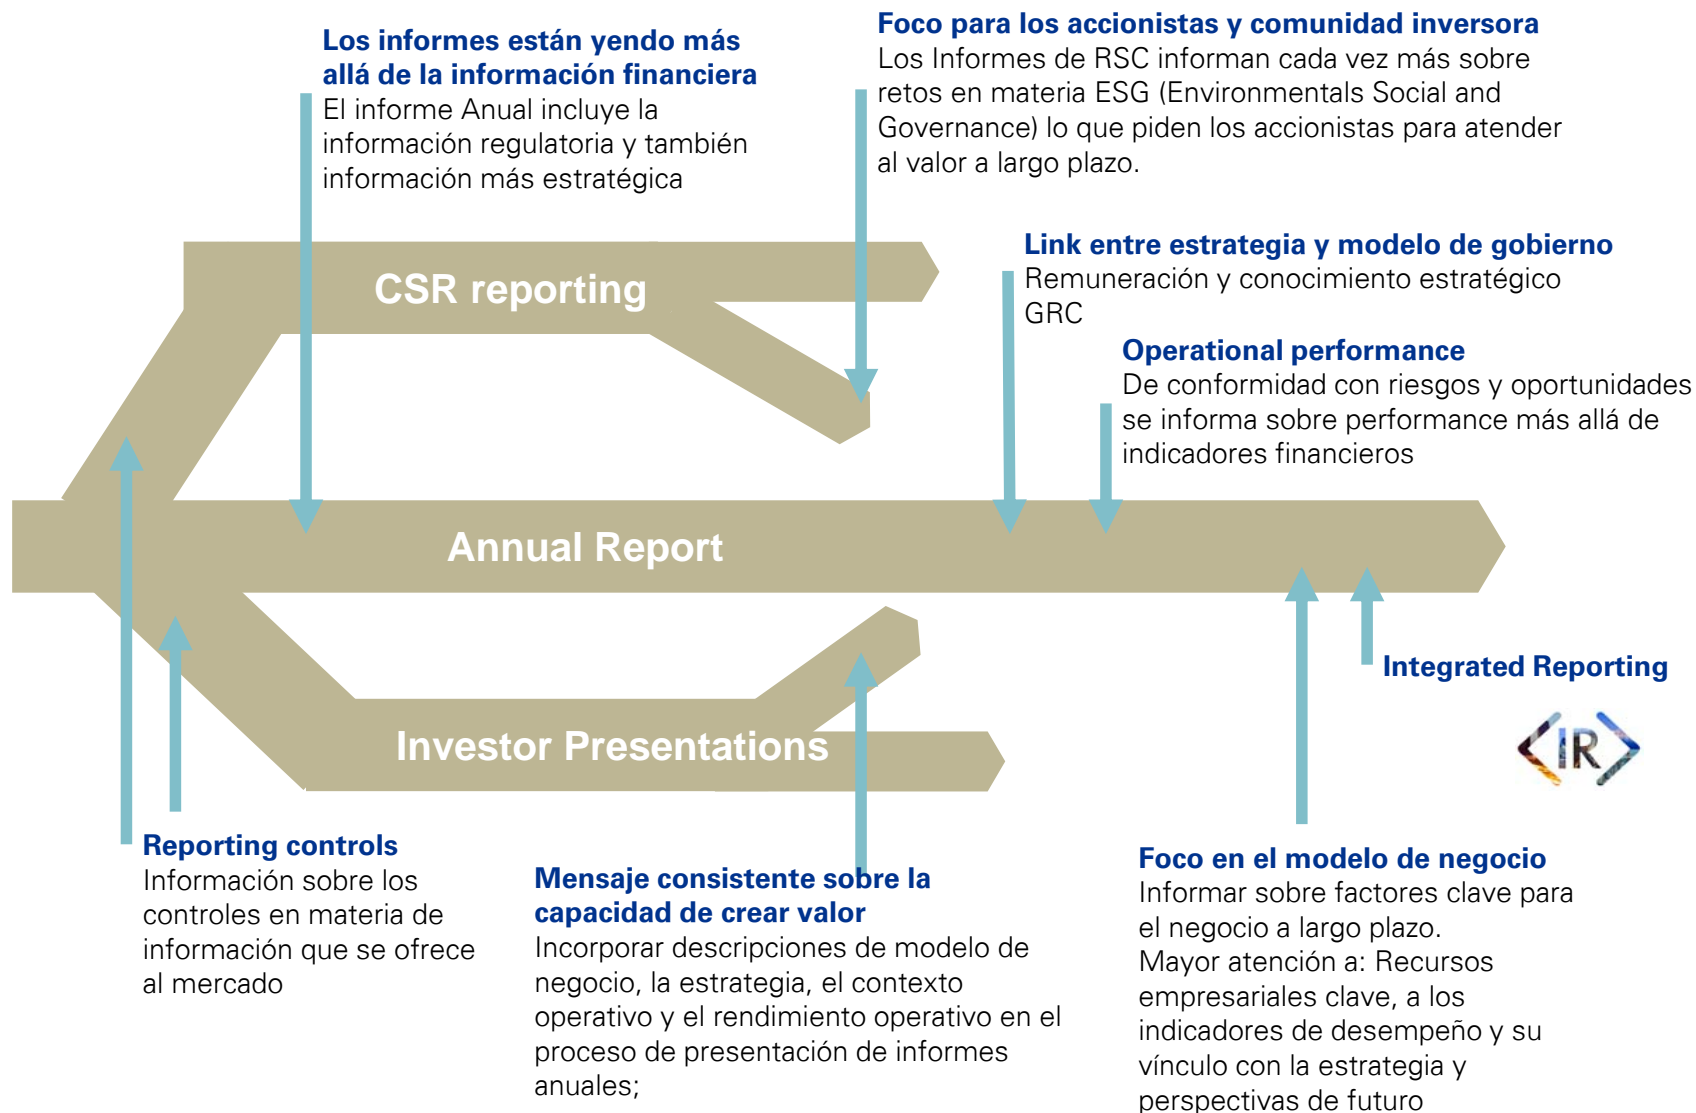 Los informes están yendo más
allá de la información financiera
El informe Anual incluye la
información regulatoria y también
información más estratégica
Foco para los accionistas y comunidad inversora
Los Informes de RSC informan cada vez más sobre
retos en materia ESG (Environmentals Social and
Governance) lo que piden los accionistas para atender
al valor a largo plazo.
Link entre estrategia y modelo de gobierno
Remuneración y conocimiento estratégico
GRC
Operational performance
De conformidad con riesgos y oportunidades
se informa sobre performance más allá de
indicadores financieros
CSR reporting
Annual Report
Investor Presentations
Integrated Reporting
<IR>
Reporting controls
Información sobre los
controles en materia de
información que se ofrece
al mercado
Mensaje consistente sobre la
capacidad de crear valor
Incorporar descripciones de modelo de
negocio, la estrategia, el contexto
operativo y el rendimiento operativo en el
proceso de presentación de informes
anuales;
Foco en el modelo de negocio
Informar sobre factores clave para
el negocio a largo plazo.
Mayor atención a: Recursos
empresariales clave, a los
indicadores de desempeño y su
vínculo con la estrategia y
perspectivas de futuro